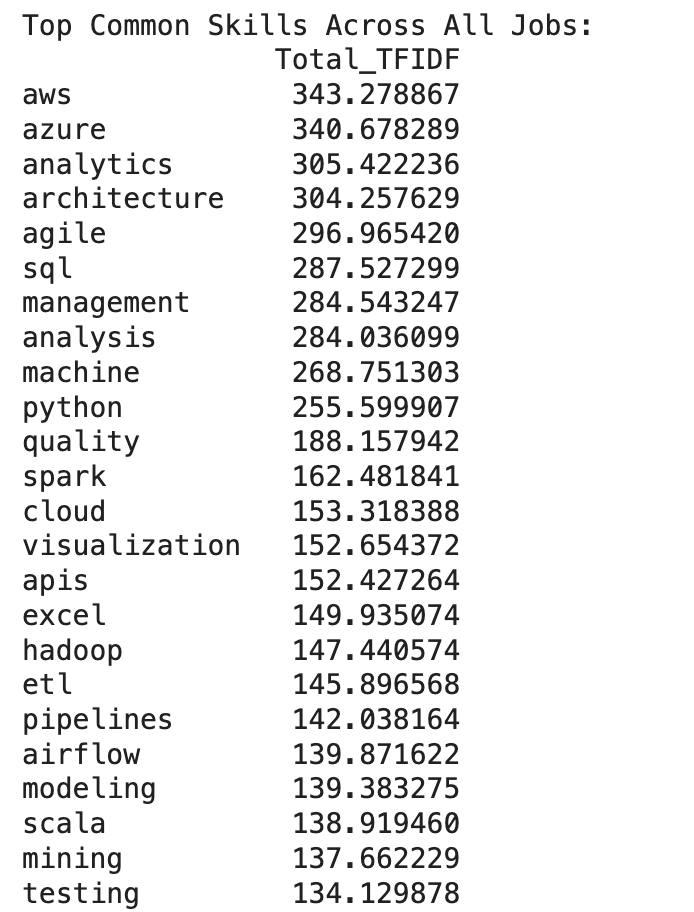 Top Common Skills Across All Jobs:
Total_TFIDF
aws 343.278867
azure 340.678289
analytics 305.422236
architecture 304.257629
agile 296.965420
sql 287.527299
management 284.543247
analysis 284.036099
machine 268.751303
python 255.599907
quality 188.157942
spark 162.481841
cloud 153.318388
visualization 152.654372
apis 152.427264
excel 149.935074
hadoop 147.440574
etl 145.896568
pipelines 142.038164
airflow 139.871622
modeling 139.383275
scala 138.919460
mining 137.662229
testing 134.129878